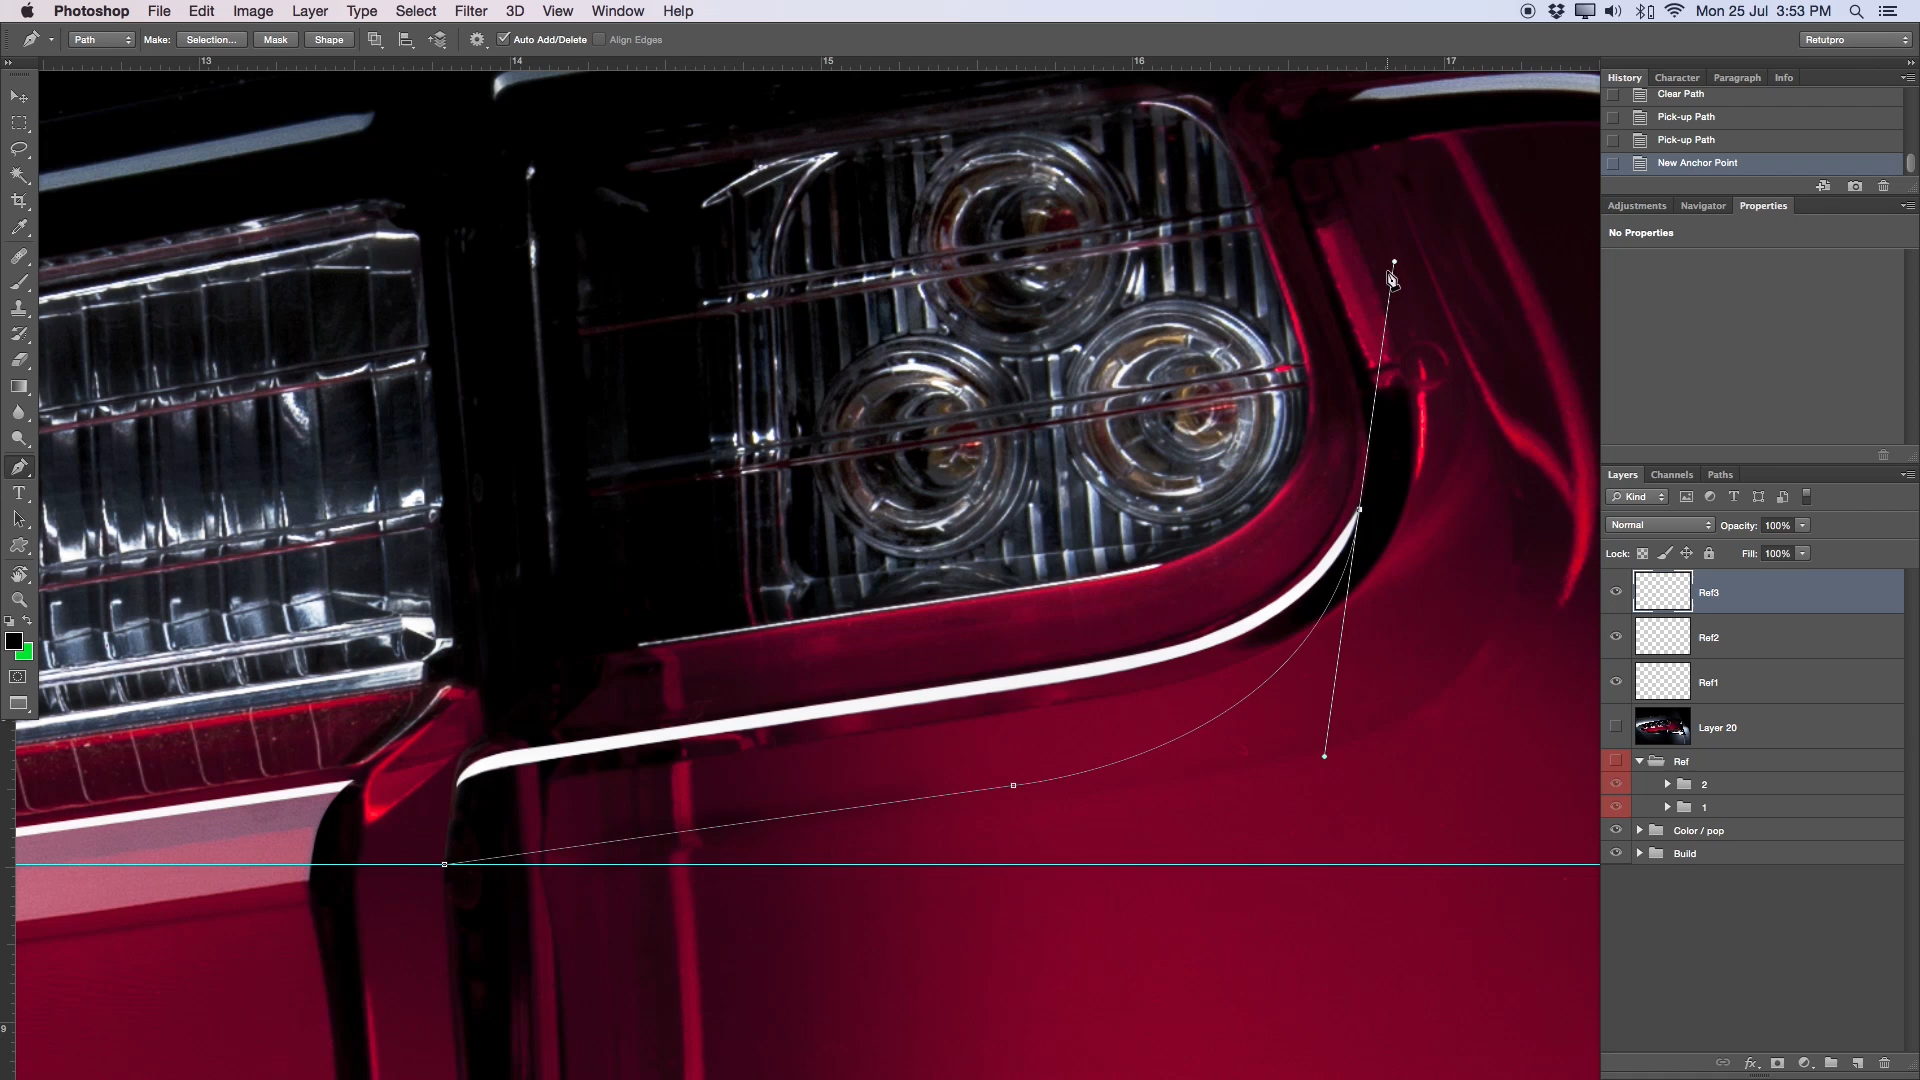 Photoshop File Edit Image Layer Type Select Filter 3D View Window Help Mon 25 Jul 3:53 PM
Path Make: Selection... Mask Shape Auto Add/Delete Align Edges Retutpro
13 14 15 16 17
History Character Paragraph Info
Clear Path
Pick-up Path
Pick-up Path
New Anchor Point
Adjustments Navigator Properties
No Properties
Layers Channels Paths
Kind
Normal Opacity: 100%
Lock: Fill: 100%
Ref3
Ref2
Ref1
Layer 20
Ref
2
1
Color / pop
Build
9